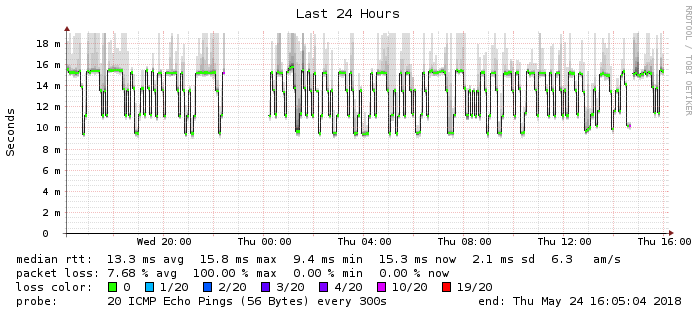 Last 24 Hours
RRDTOOL / TOBI OETIKER
Seconds
18 m
16 m
14 m
12 m
10 m
8 m
6 m
4 m
2 m
0
Wed 20:00 Thu 00:00 Thu 04:00 Thu 08:00 Thu 12:00 Thu 16:00
median rtt: 13.3 ms avg 15.8 ms max 9.4 ms min 15.3 ms now 2.1 ms sd 6.3 am/s
packet loss: 7.68 % avg 100.00 % max 0.00 % min 0.00 % now
loss color: 0 1/20 2/20 3/20 4/20 10/20 19/20
probe: 20 ICMP Echo Pings (56 Bytes) every 300s end: Thu May 24 16:05:04 2018